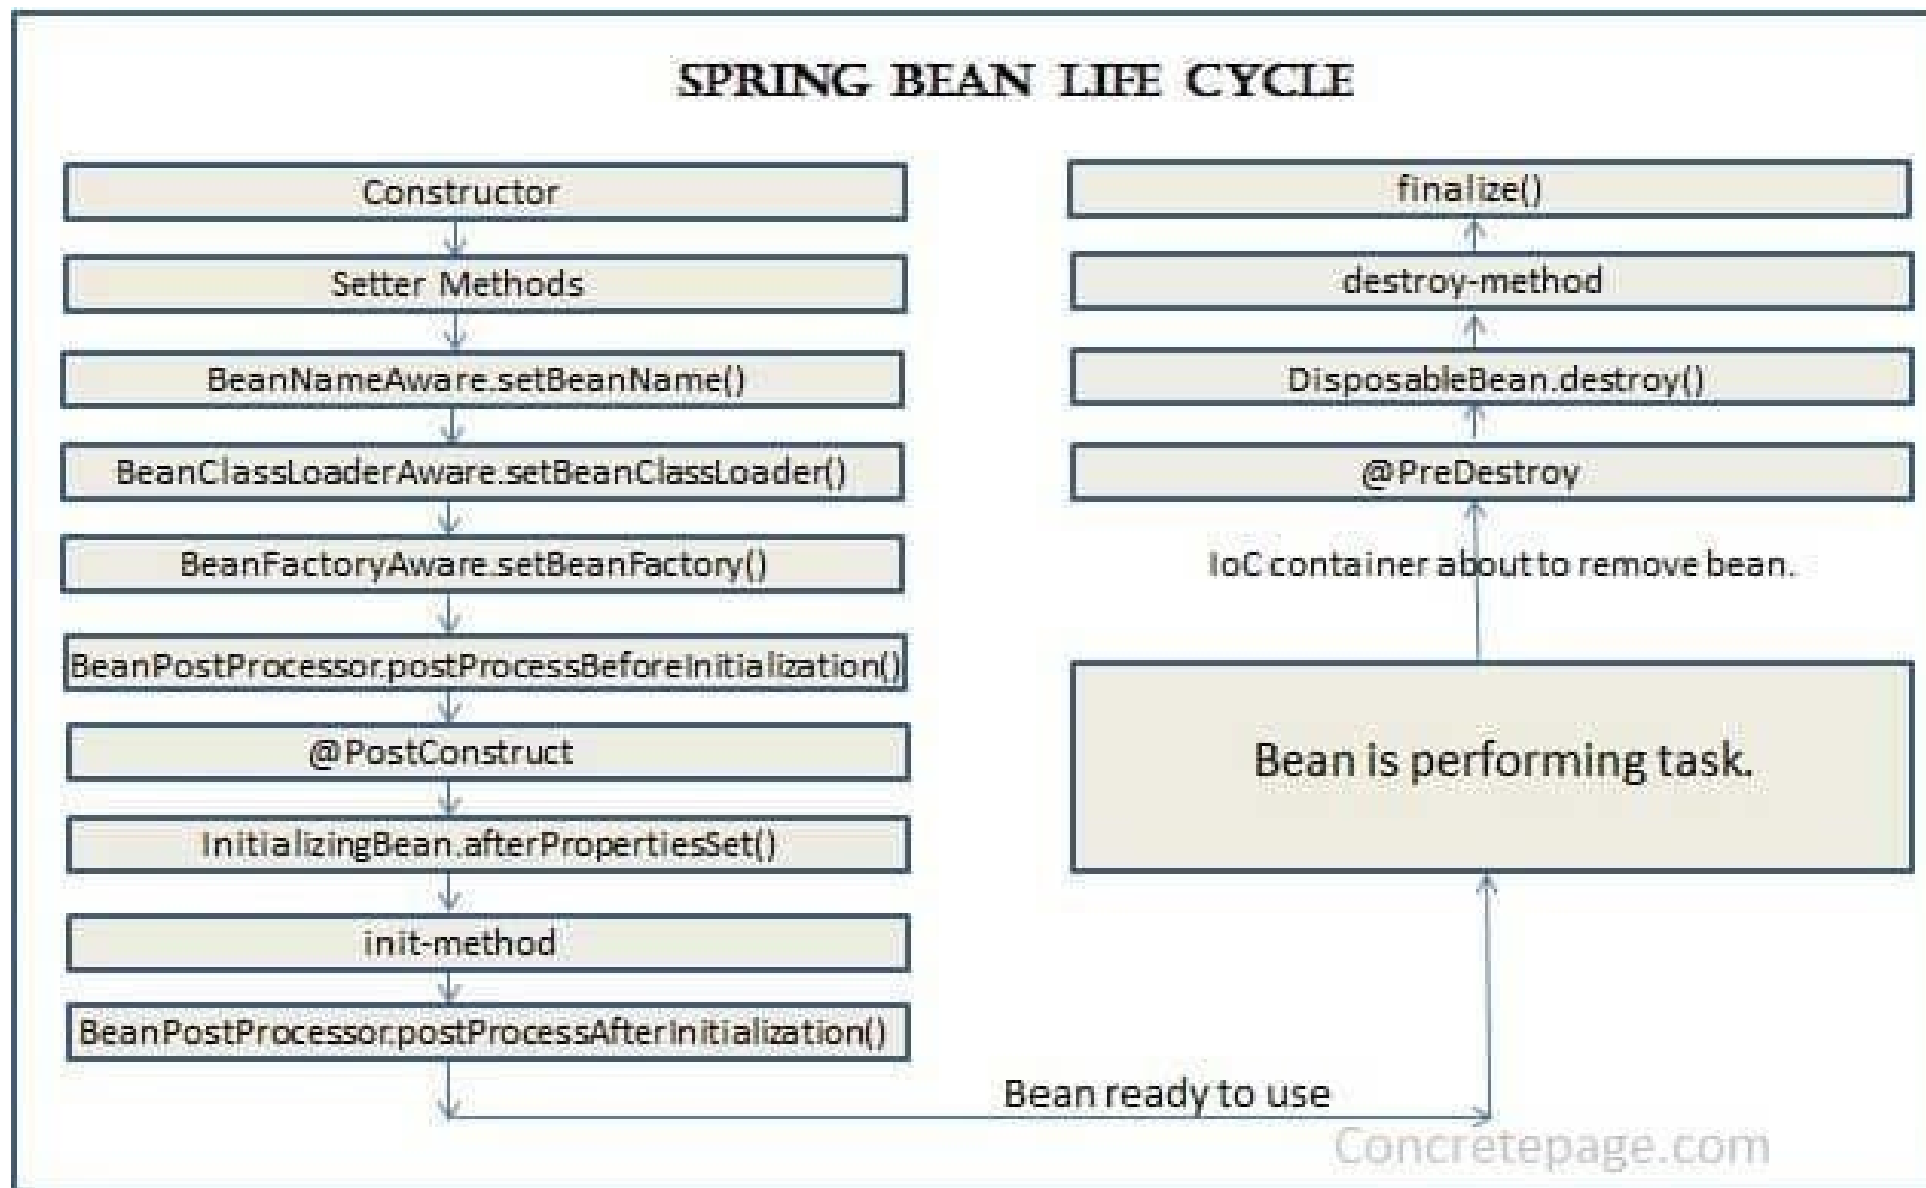 SPRING BEAN LIFE CYCLE
Constructor
Setter Methods
BeanNameAware.setBeanName()
BeanClassLoaderAware.setBeanClassLoader()
BeanFactoryAware.setBeanFactory()
BeanPostProcessor.postProcessBeforeInitialization()
@PostConstruct
InitializingBean.afterPropertiesSet()
init-method
BeanPostProcessor.postProcessAfterInitialization()
Bean ready to use
Bean is performing task.
IoC container about to remove bean.
@PreDestroy
DisposableBean.destroy()
destroy-method
finalize()
Concretepage.com